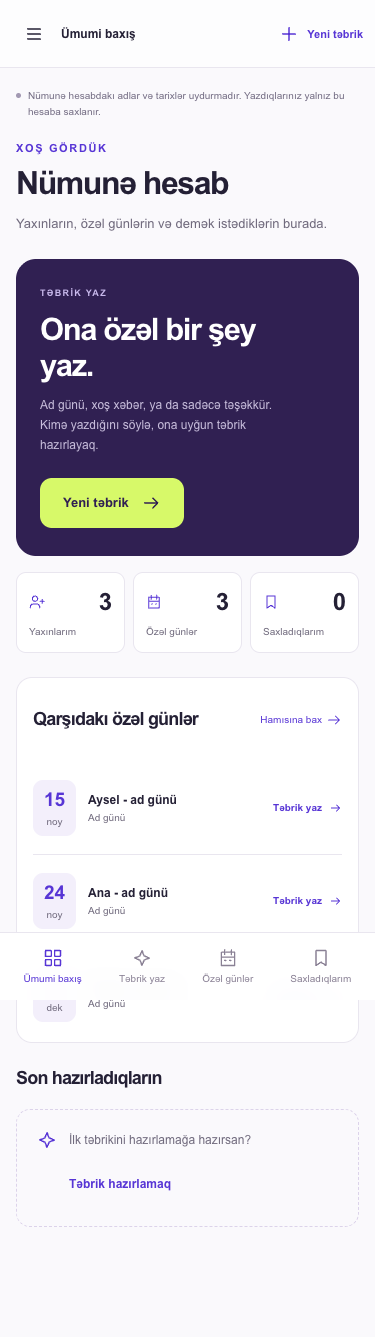 Ümumi baxış
Yeni təbrik
Nümunə hesabdakı adlar və tarixlər uydurmadır. Yazdıqlarınız yalnız bu
hesaba saxlanır.
XOŞ GÖRDÜK
Nümunə hesab
Yaxınların, özəl günlərin və demək istədiklərin burada.
TƏBRİK YAZ
Ona özəl bir şey
yaz.
Ad günü, xoş xəbər, ya da sadəcə təşəkkür.
Kimə yazdığını söylə, ona uyğun təbrik
hazırlayaq.
Yeni təbrik
3
Yaxınlarım
3
Özəl günlər
0
Saxladıqlarım
Qarşıdakı özəl günlər
Hamısına bax
15
noy
Aysel - ad günü
Ad günü
Təbrik yaz
24
noy
Ana - ad günü
Ad günü
Təbrik yaz
Ümumi baxış
Təbrik yaz
Özəl günlər
Saxladıqlarım
dek
Ad günü
Son hazırladıqların
İlk təbrikini hazırlamağa hazırsan?
Təbrik hazırlamaq